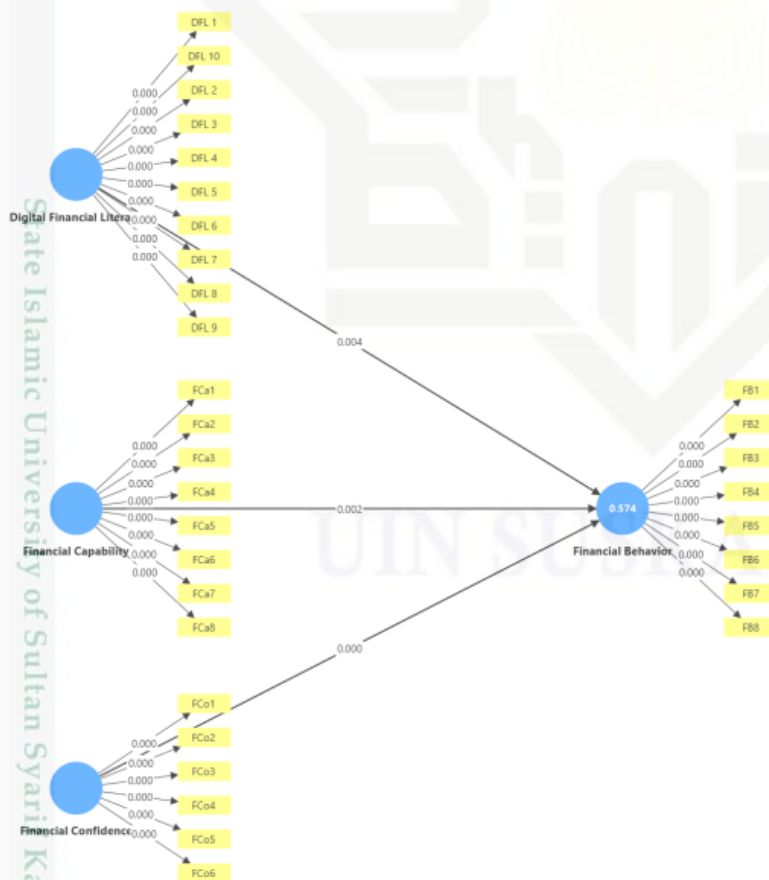 DFL 1
DFL 10
DFL 2
DFL 3
DFL 4
DFL 5
DFL 6
DFL 7
DFL 8
DFL 9
0.000
0.000
0.000
0.000
0.000
0.000
0.000
0.000
0.000
0.000
Digital Financial Litera
0.004
FCa1
FCa2
FCa3
FCa4
FCa5
FCa6
FCa7
FCa8
0.000
0.000
0.000
0.000
0.000
0.000
0.000
0.000
Financial Capability
0.002
FB1
FB2
FB3
FB4
FB5
FB6
FB7
FB8
0.000
0.000
0.000
0.000
0.000
0.000
0.000
0.000
0.574
Financial Behavior
0.000
FCo1
FCo2
FCo3
FCo4
FCo5
FCo6
0.000
0.000
0.000
0.000
0.000
0.000
Financial Confidence
State Islamic University of Sultan Syarif Ka
UIN SUSKA